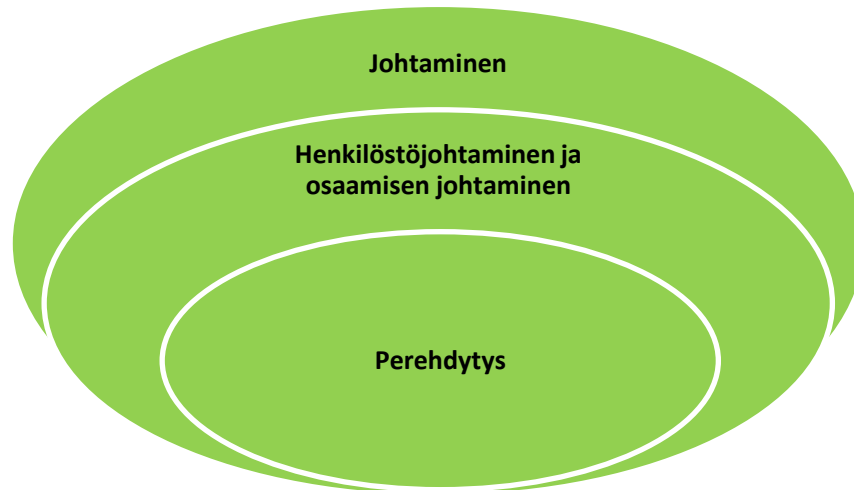 Johtaminen
Henkilöstöjohtaminen ja
osaamisen johtaminen
Perehdytys